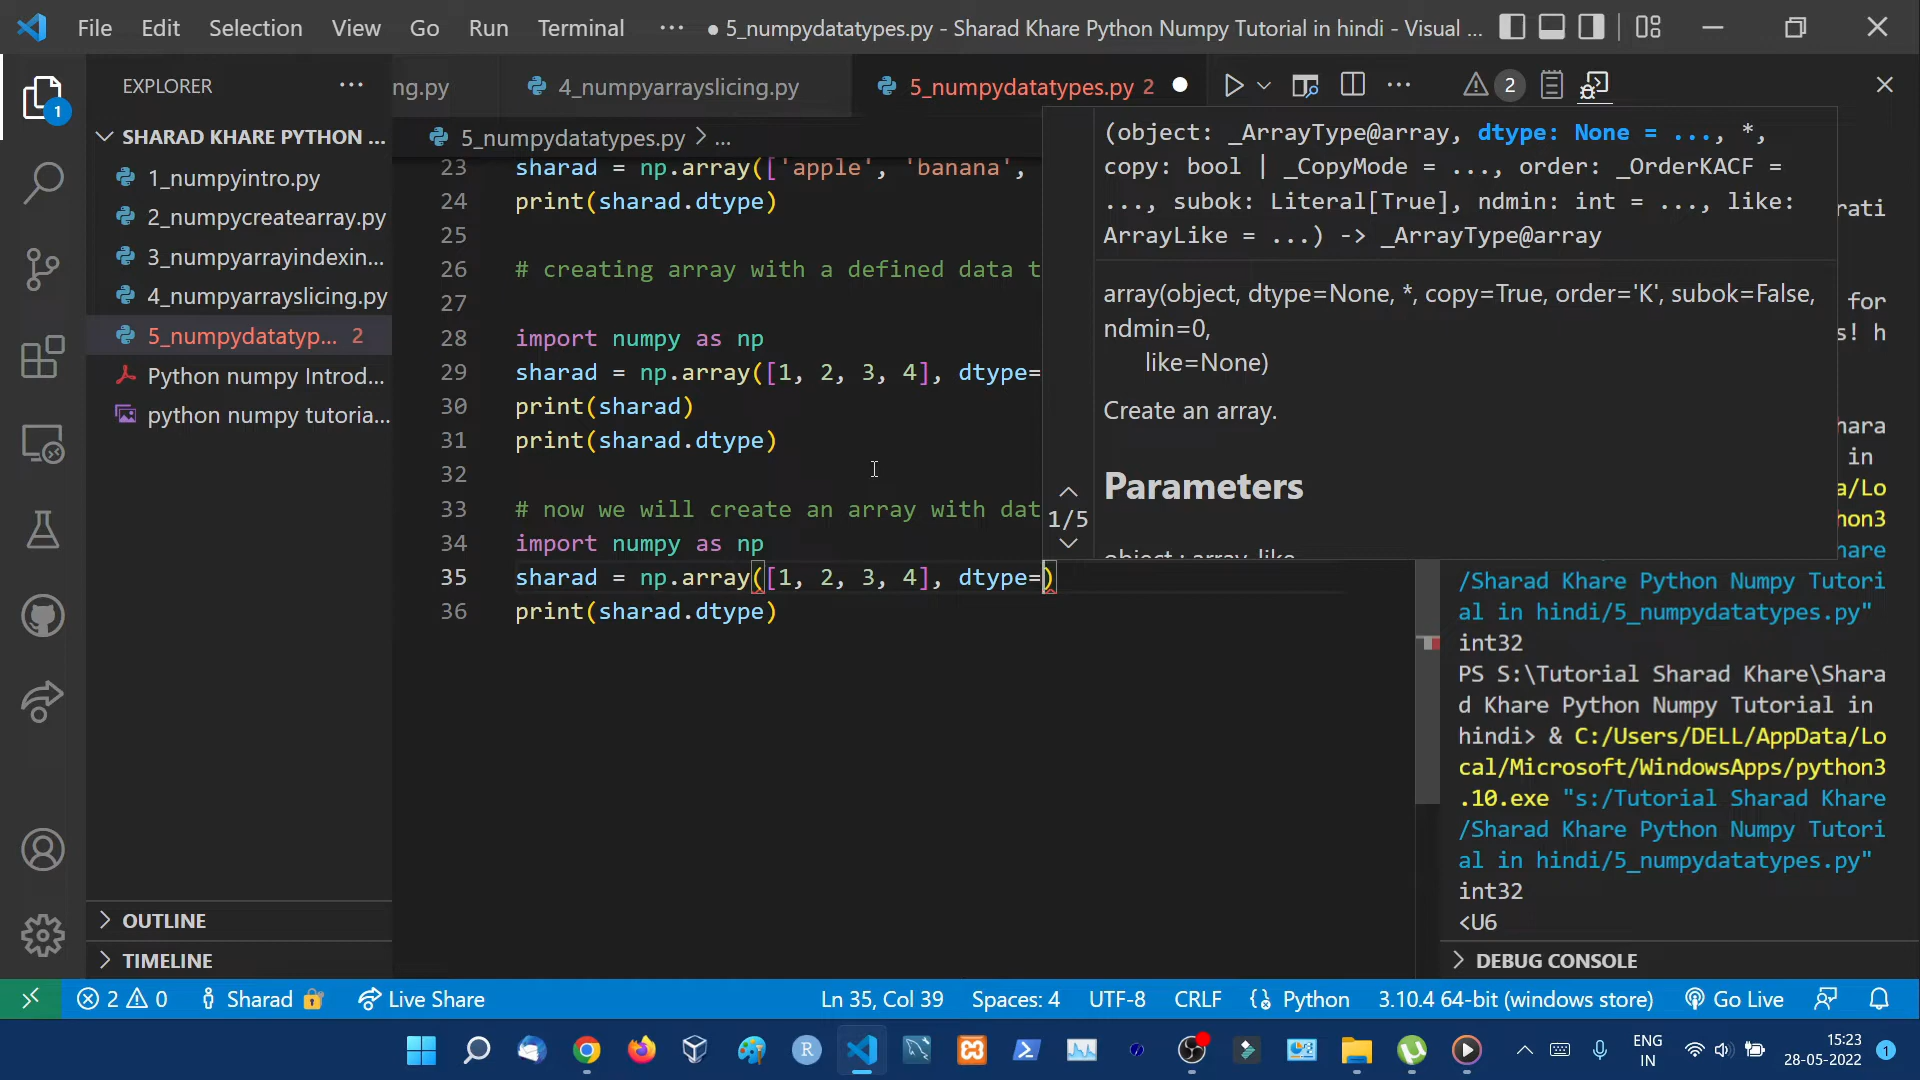 File Edit Selection View Go Run Terminal ··· ● 5_numpydatatypes.py - Sharad Khare Python Numpy Tutorial in hindi - Visual ...
EXPLORER ···
ng.py 4_numpyarrayslicing.py 5_numpydatatypes.py 2 ● 2
SHARAD KHARE PYTHON ...
1_numpyintro.py
2_numpycreatearray.py
3_numpyarrayindexin...
4_numpyarrayslicing.py
5_numpydatatyp... 2
Python numpy Introd...
python numpy tutoria...
OUTLINE
TIMELINE
1
5_numpydatatypes.py > ...
23 sharad = np.array(['apple', 'banana',
24 print(sharad.dtype)
25
26 # creating array with a defined data t
27
28 import numpy as np
29 sharad = np.array([1, 2, 3, 4], dtype=
30 print(sharad)
31 print(sharad.dtype)
32
33 # now we will create an array with dat
34 import numpy as np
35 sharad = np.array([1, 2, 3, 4], dtype=)
36 print(sharad.dtype)
(object: _ArrayType@array, dtype: None = ..., *,
copy: bool | _CopyMode = ..., order: _OrderKACF =
..., subok: Literal[True], ndmin: int = ..., like:
ArrayLike = ...) -> _ArrayType@array
array(object, dtype=None, *, copy=True, order='K', subok=False,
ndmin=0,
like=None)
Create an array.
Parameters
1/5
rati
for
s! h
hara
in
a/Lo
hon3
/Sharad Khare Python Numpy Tutori
al in hindi/5_numpydatatypes.py"
int32
PS S:\Tutorial Sharad Khare\Shara
d Khare Python Numpy Tutorial in
hindi> & C:/Users/DELL/AppData/Lo
cal/Microsoft/WindowsApps/python3
.10.exe "s:/Tutorial Sharad Khare
/Sharad Khare Python Numpy Tutori
al in hindi/5_numpydatatypes.py"
int32
<U6
DEBUG CONSOLE
2 0 Sharad Live Share Ln 35, Col 39 Spaces: 4 UTF-8 CRLF Python 3.10.4 64-bit (windows store) Go Live
ENG
IN
15:23
28-05-2022
1